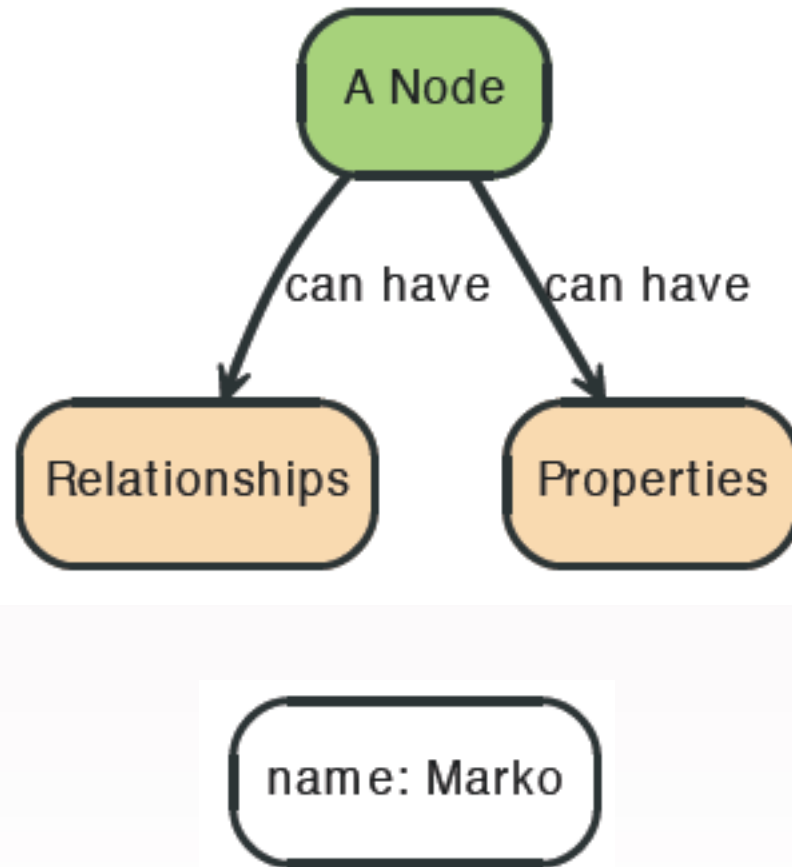 A Node
can have
can have
Relationships
Properties
name: Marko